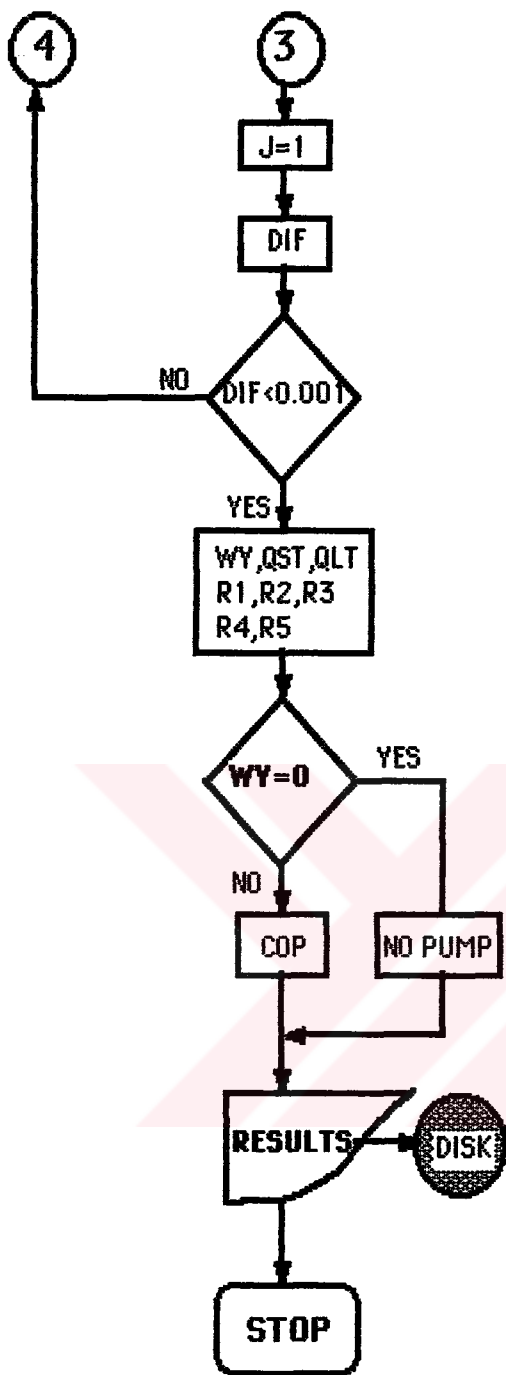 4
3
J=1
DIF
NO
DIF<0.001
YES
WY,QST,QLT
R1,R2,R3
R4,R5
WY=0
YES
NO
COP
NO PUMP
RESULTS
DISK
STOP